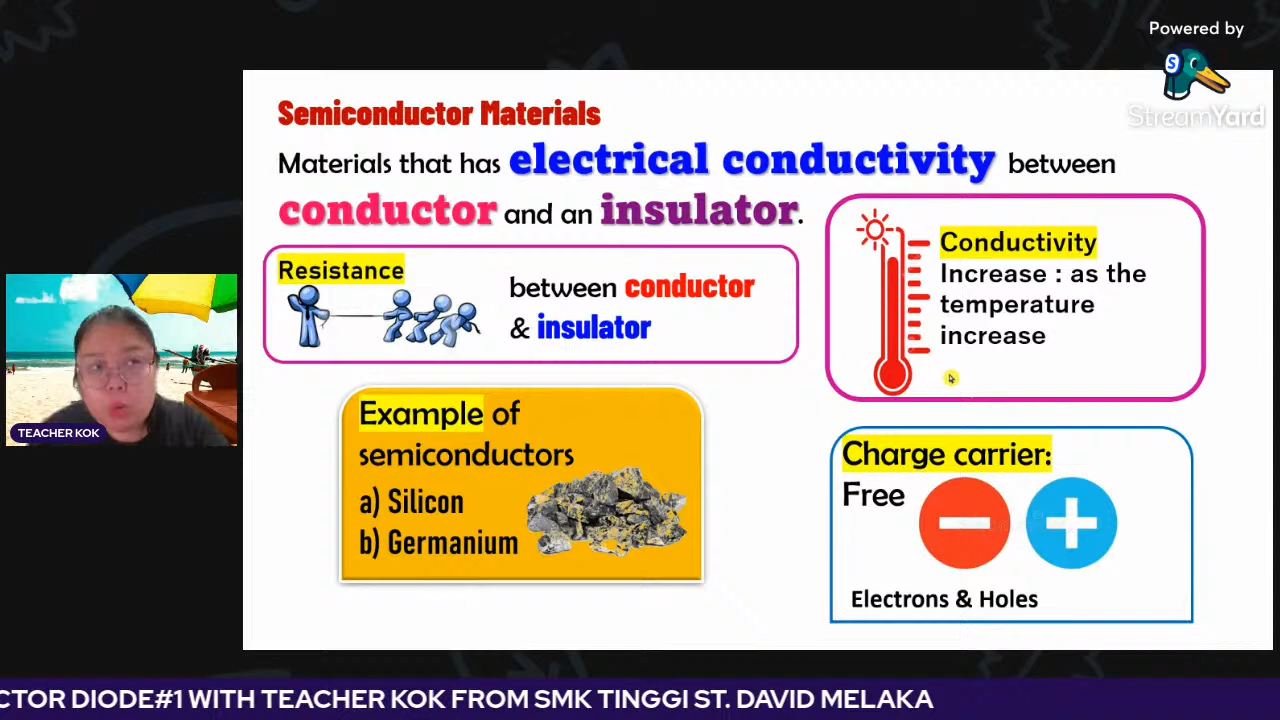 Powered by
S
StreamYard
Semiconductor Materials
Materials that has electrical conductivity between
conductor and an insulator.
Resistance
between conductor
& insulator
Conductivity
Increase : as the
temperature
increase
Example of
semiconductors
a) Silicon
b) Germanium
Charge carrier:
Free
− +
Electrons & Holes
TEACHER KOK
CTOR DIODE#1 WITH TEACHER KOK FROM SMK TINGGI ST. DAVID MELAKA